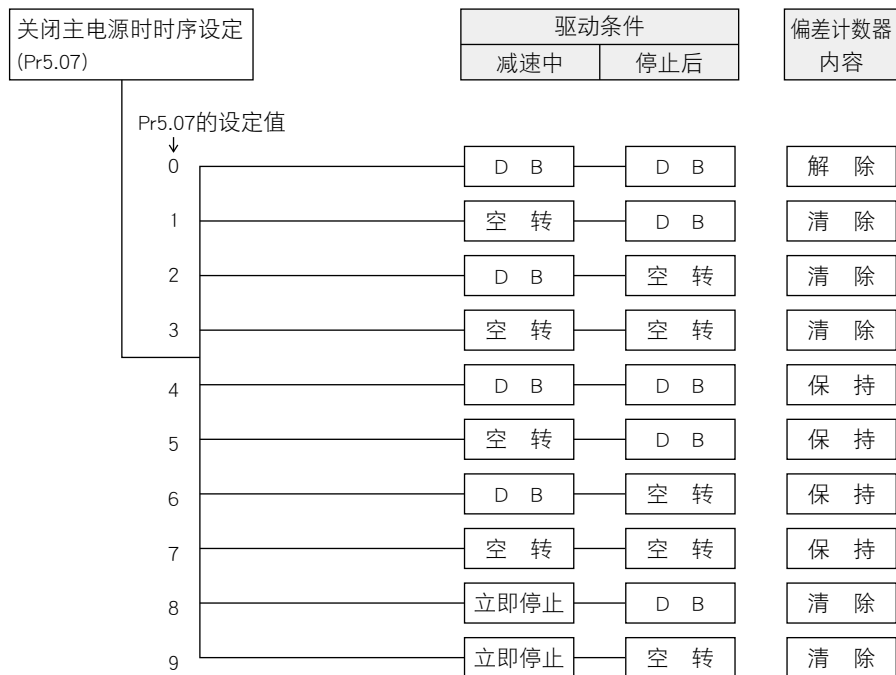 关闭主电源时时序设定
(Pr5.07)
驱动条件
减速中 停止后
偏差计数器
内容
Pr5.07的设定值
0 D B D B 解 除
1 空 转 D B 清 除
2 D B 空 转 清 除
3 空 转 空 转 清 除
4 D B D B 保 持
5 空 转 D B 保 持
6 D B 空 转 保 持
7 空 转 空 转 保 持
8 立即停止 D B 清 除
9 立即停止 空 转 清 除